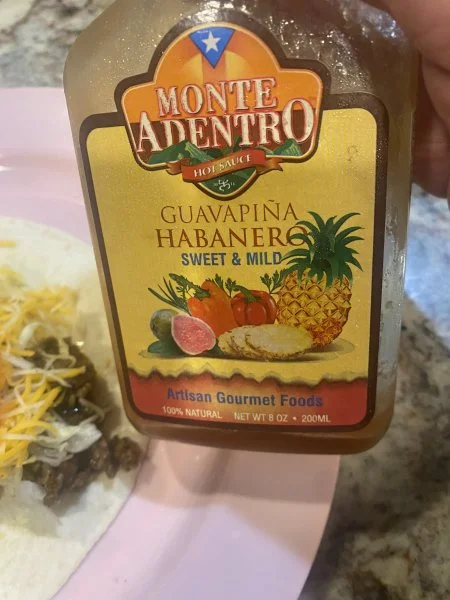 MONTE
ADENTRO
HOT SAUCE
GUAVAPIÑA
HABANERO
SWEET & MILD
Artisan Gourmet Foods
100% NATURAL NET WT 8 OZ • 200ML